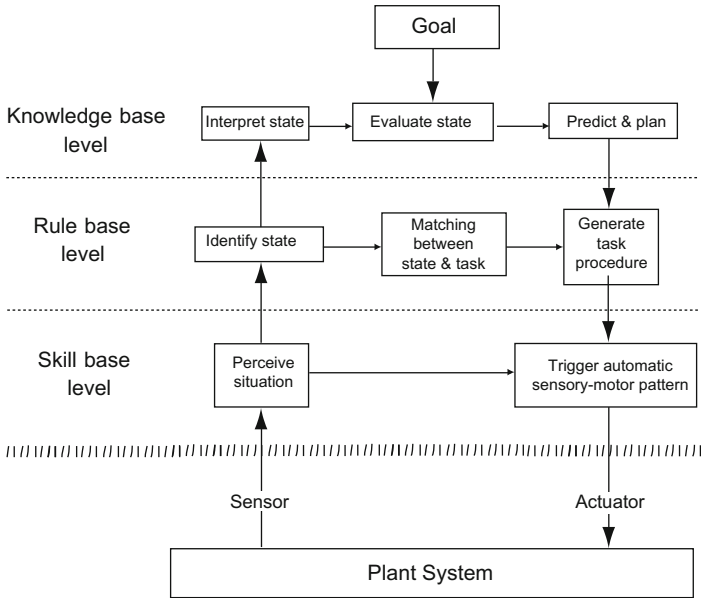 Goal
Knowledge base
level
Interpret state
Evaluate state
Predict & plan
Rule base
level
Identify state
Matching
between
state & task
Generate
task
procedure
Skill base
level
Perceive
situation
Trigger automatic
sensory-motor pattern
Sensor
Actuator
Plant System